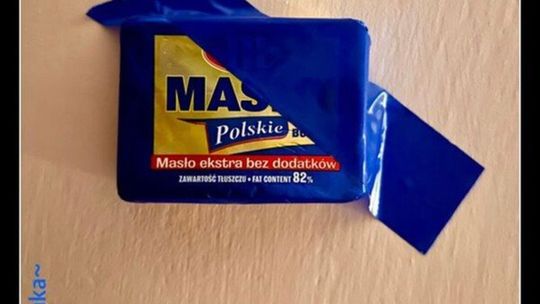 MAS
Polskie
Masło ekstra bez dodatków
ZAWARTOŚĆ TŁUSZCZU • FAT CONTENT 82%